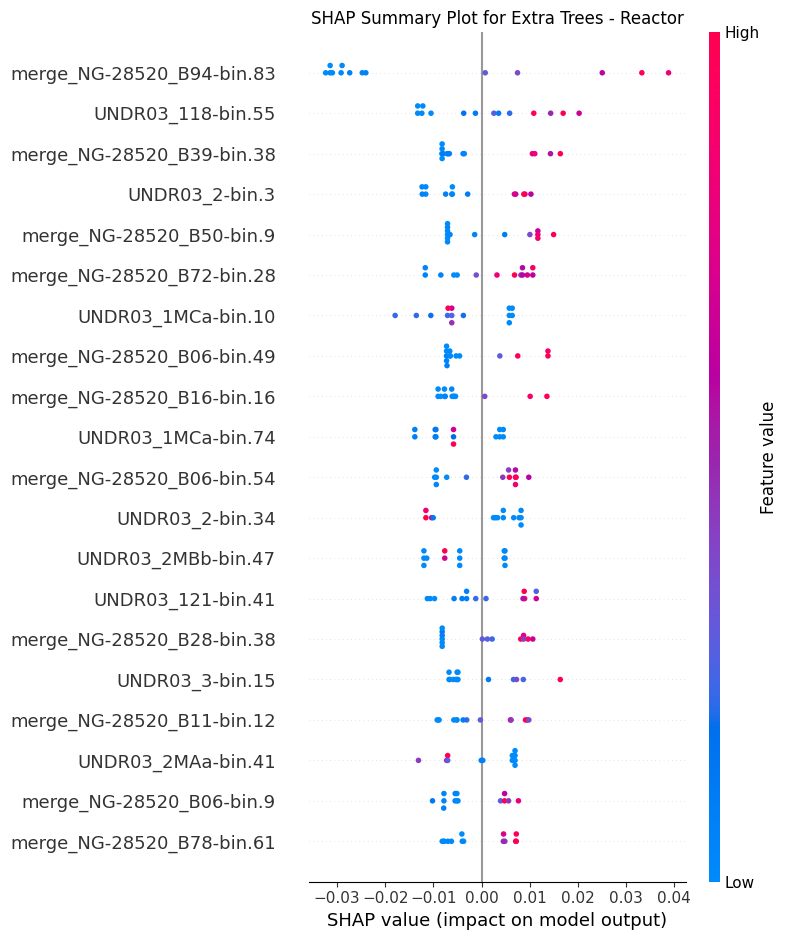 SHAP Summary Plot for Extra Trees - Reactor
High
merge_NG-28520_B94-bin.83
UNDR03_118-bin.55
merge_NG-28520_B39-bin.38
UNDR03_2-bin.3
merge_NG-28520_B50-bin.9
merge_NG-28520_B72-bin.28
UNDR03_1MCa-bin.10
merge_NG-28520_B06-bin.49
merge_NG-28520_B16-bin.16
UNDR03_1MCa-bin.74
merge_NG-28520_B06-bin.54
UNDR03_2-bin.34
UNDR03_2MBb-bin.47
UNDR03_121-bin.41
merge_NG-28520_B28-bin.38
UNDR03_3-bin.15
merge_NG-28520_B11-bin.12
UNDR03_2MAa-bin.41
merge_NG-28520_B06-bin.9
merge_NG-28520_B78-bin.61
Feature value
Low
−0.03 −0.02 −0.01 0.00 0.01 0.02 0.03 0.04
SHAP value (impact on model output)